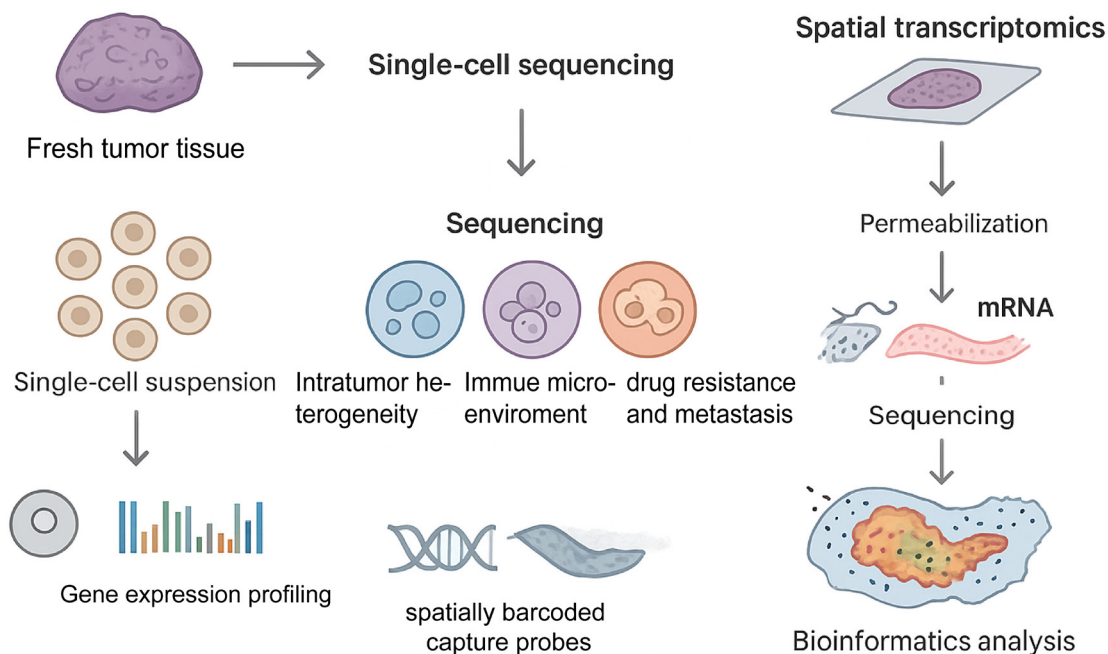 Fresh tumor tissue
Single-cell sequencing
Spatial transcriptomics
Single-cell suspension
Gene expression profiling
Sequencing
Intratumor he-
terogeneity
Immue micro-
enviroment
drug resistance
and metastasis
spatially barcoded
capture probes
Permeabilization
mRNA
Sequencing
Bioinformatics analysis